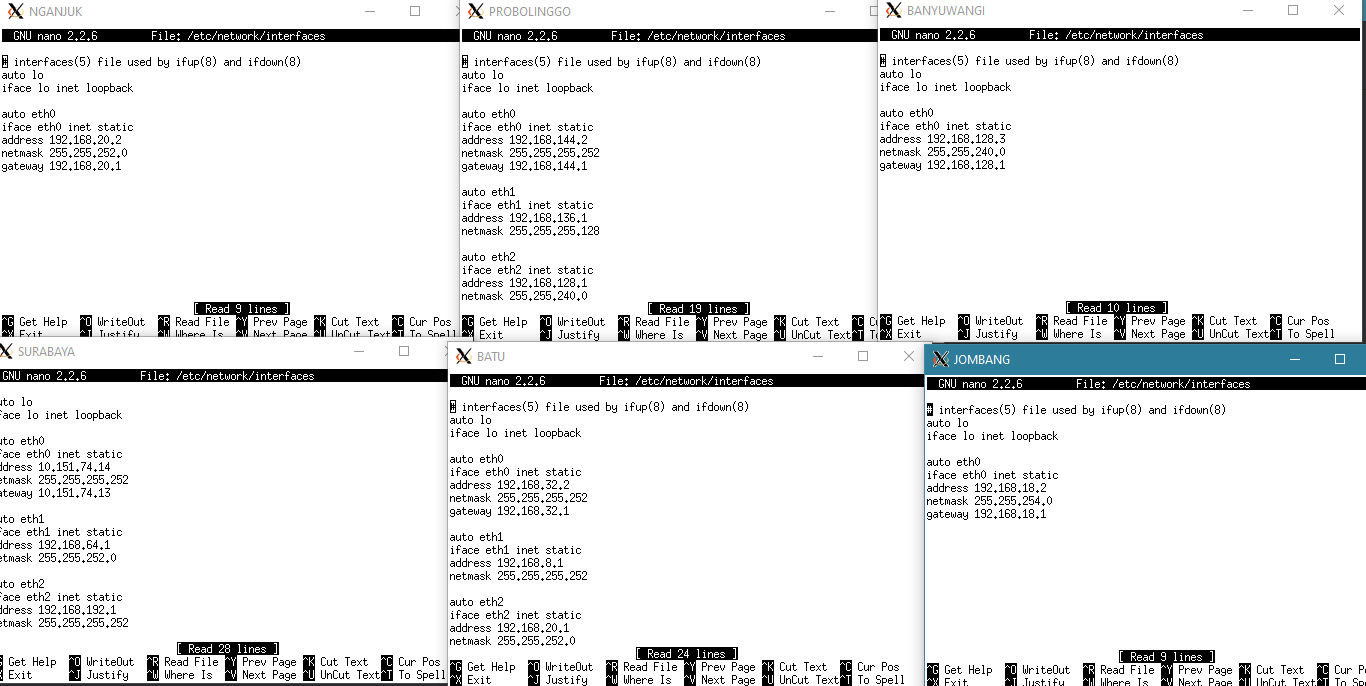 NGANJUK
GNU nano 2.2.6 File: /etc/network/interfaces
# interfaces(5) file used by ifup(8) and ifdown(8)
auto lo
iface lo inet loopback
auto eth0
iface eth0 inet static
address 192.168.20.2
netmask 255.255.252.0
gateway 192.168.20.1
[ Read 9 lines ]
^G Get Help ^O WriteOut ^R Read File ^Y Prev Page ^K Cut Text ^C Cur Pos
^X Exit ^J Justify ^W Where Is ^V Next Page ^U UnCut Text ^T To Spell
PROBOLINGGO
GNU nano 2.2.6 File: /etc/network/interfaces
# interfaces(5) file used by ifup(8) and ifdown(8)
auto lo
iface lo inet loopback
auto eth0
iface eth0 inet static
address 192.168.144.2
netmask 255.255.255.252
gateway 192.168.144.1
auto eth1
iface eth1 inet static
address 192.168.136.1
netmask 255.255.255.128
auto eth2
iface eth2 inet static
address 192.168.128.1
netmask 255.255.240.0
[ Read 19 lines ]
^G Get Help ^O WriteOut ^R Read File ^Y Prev Page ^K Cut Text ^C
^X Exit ^J Justify ^W Where Is ^V Next Page ^U UnCut Text^T
BANYUWANGI
GNU nano 2.2.6 File: /etc/network/interfaces
# interfaces(5) file used by ifup(8) and ifdown(8)
auto lo
iface lo inet loopback
auto eth0
iface eth0 inet static
address 192.168.128.3
netmask 255.255.240.0
gateway 192.168.128.1
[ Read 10 lines ]
^G Get Help ^O WriteOut ^R Read File ^Y Prev Page ^K Cut Text ^C Cur Pos
^X Exit ^J Justify ^W Where Is ^V Next Page ^U UnCut Text^T To Spell
SURABAYA
GNU nano 2.2.6 File: /etc/network/interfaces
uto lo
face lo inet loopback
uto eth0
face eth0 inet static
ddress 10.151.74.14
etmask 255.255.255.252
ateway 10.151.74.13
uto eth1
face eth1 inet static
ddress 192.168.64.1
etmask 255.255.252.0
uto eth2
face eth2 inet static
ddress 192.168.192.1
etmask 255.255.255.252
[ Read 28 lines ]
Get Help ^O WriteOut ^R Read File ^Y Prev Page ^K Cut Text ^C Cur Pos
Exit ^J Justify ^W Where Is ^V Next Page ^U UnCut Text^T To Spell
BATU
GNU nano 2.2.6 File: /etc/network/interfaces
# interfaces(5) file used by ifup(8) and ifdown(8)
auto lo
iface lo inet loopback
auto eth0
iface eth0 inet static
address 192.168.32.2
netmask 255.255.255.252
gateway 192.168.32.1
auto eth1
iface eth1 inet static
address 192.168.8.1
netmask 255.255.255.252
auto eth2
iface eth2 inet static
address 192.168.20.1
netmask 255.255.252.0
[ Read 24 lines ]
^G Get Help ^O WriteOut ^R Read File ^Y Prev Page ^K Cut Text ^C Cur Pos
^X Exit ^J Justify ^W Where Is ^V Next Page ^U UnCut Text^T To Spell
JOMBANG
GNU nano 2.2.6 File: /etc/network/interfaces
# interfaces(5) file used by ifup(8) and ifdown(8)
auto lo
iface lo inet loopback
auto eth0
iface eth0 inet static
address 192.168.18.2
netmask 255.255.254.0
gateway 192.168.18.1
[ Read 9 lines ]
^G Get Help ^O WriteOut ^R Read File ^Y Prev Page ^K Cut Text ^C Cur P
^X Exit ^J Justify ^W Where Is ^V Next Page ^U UnCut Text^T To Spe